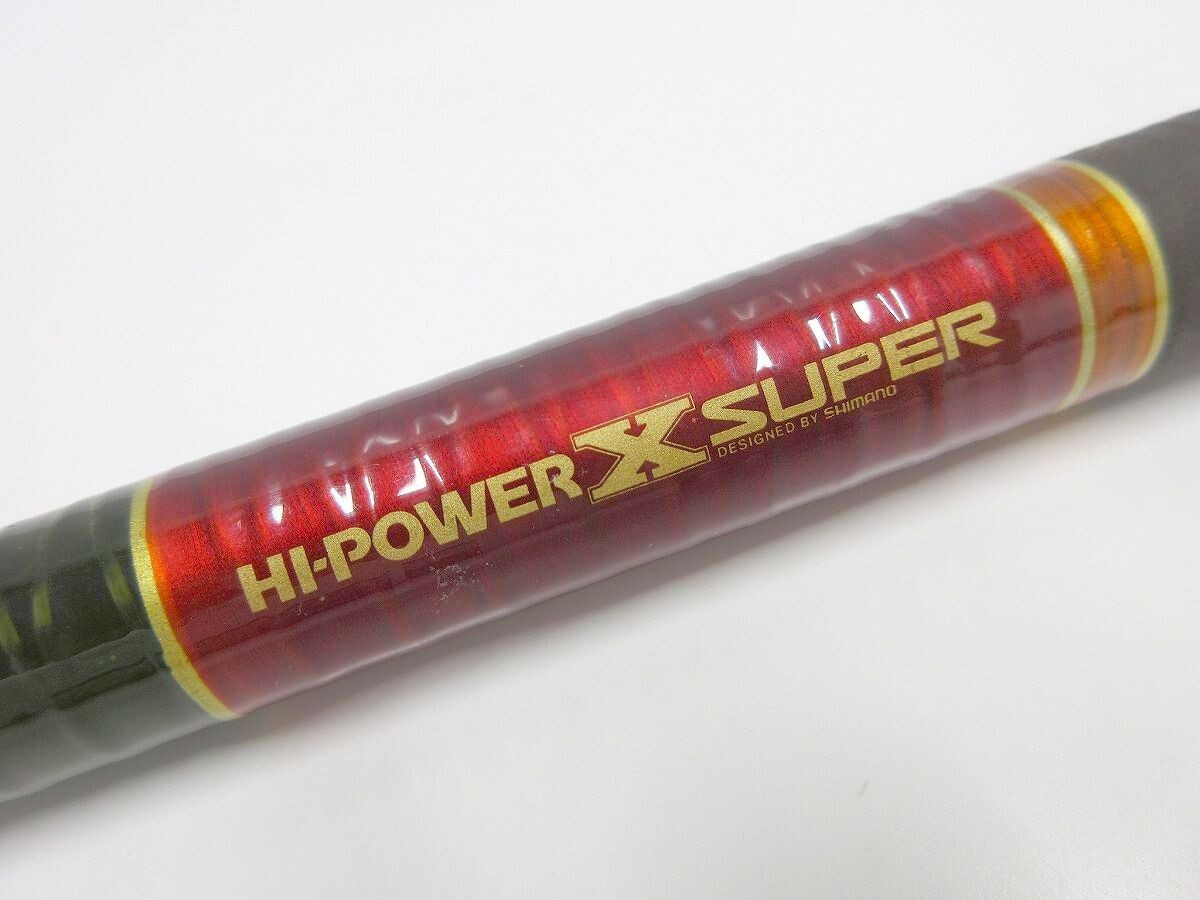 HI-POWER X SUPER
DESIGNED BY SHIMANO